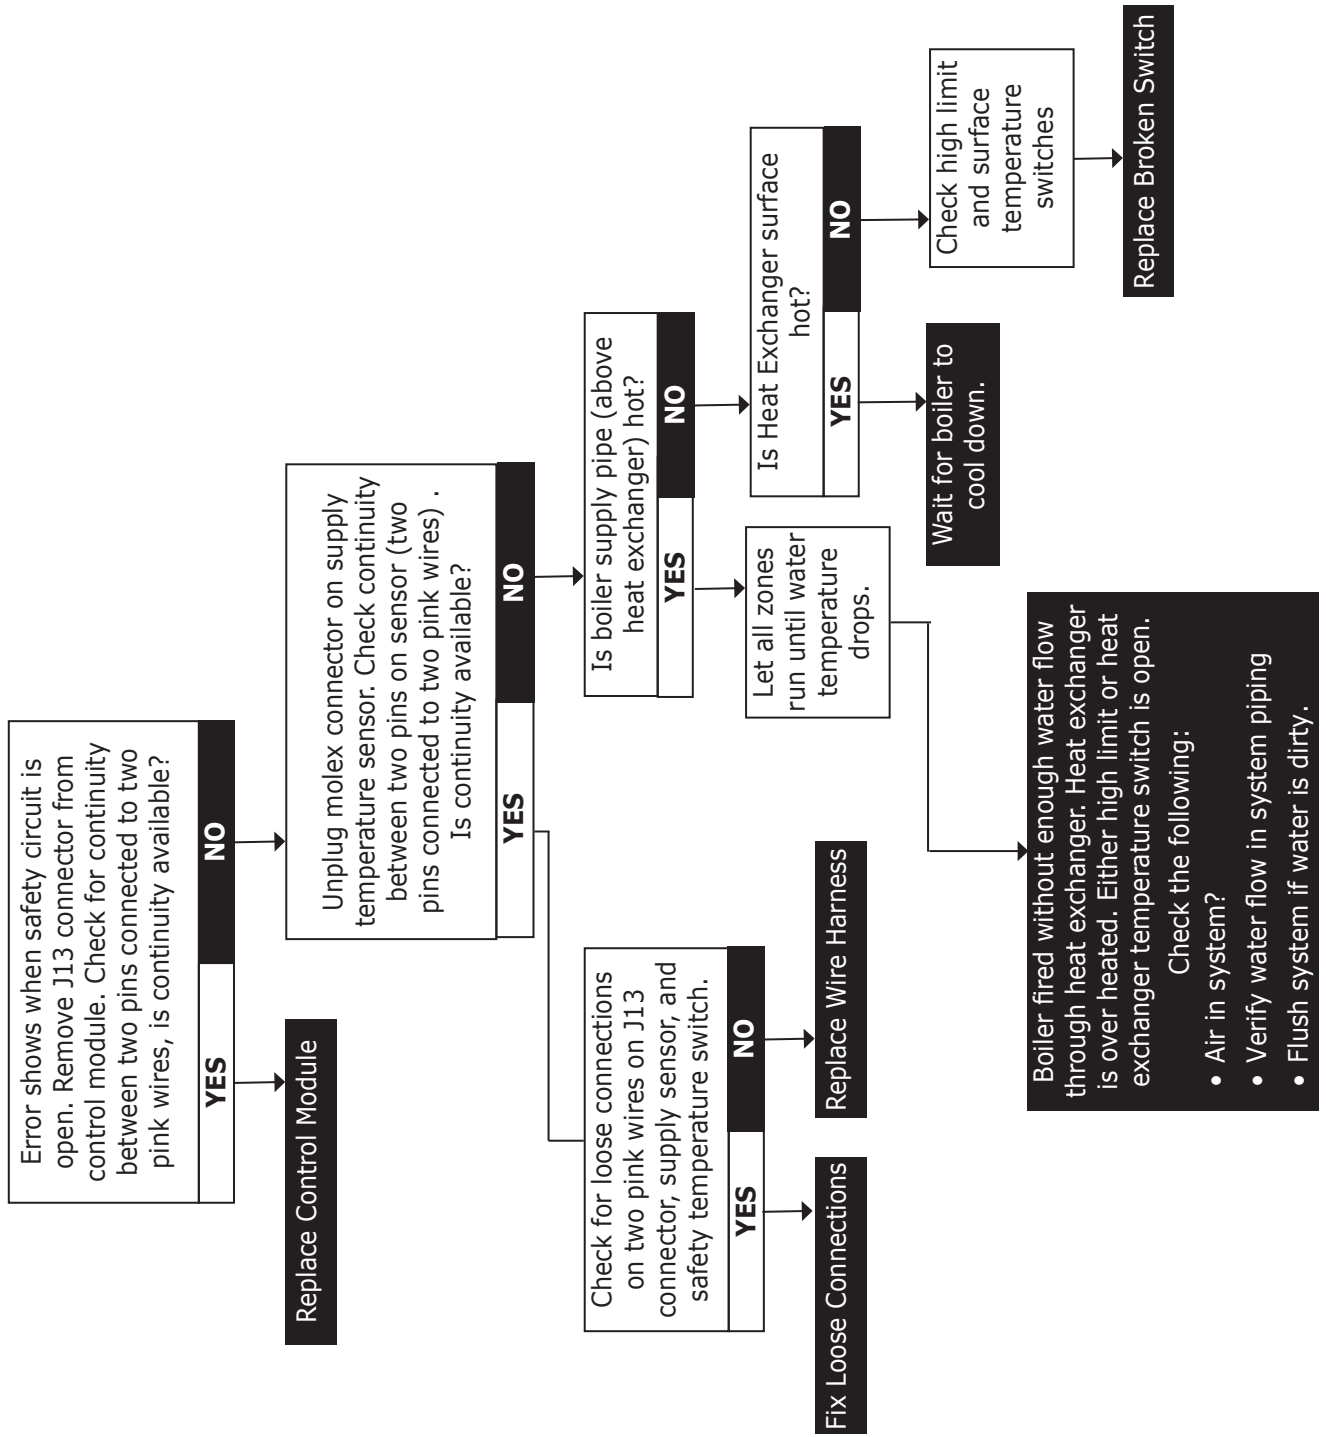 Error shows when safety circuit is
open. Remove J13 connector from
control module. Check for continuity
between two pins connected to two
pink wires, is continuity available?
YES
NO
Replace Control Module
Unplug molex connector on supply
temperature sensor. Check continuity
between two pins on sensor (two
pins connected to two pink wires) .
Is continuity available?
YES
NO
Check for loose connections
on two pink wires on J13
connector, supply sensor, and
safety temperature switch.
YES
NO
Fix Loose Connections
Replace Wire Harness
Is boiler supply pipe (above
heat exchanger) hot?
YES
NO
Let all zones
run until water
temperature
drops.
Is Heat Exchanger surface
hot?
YES
NO
Wait for boiler to
cool down.
Check high limit
and surface
temperature
switches
Replace Broken Switch
Boiler fired without enough water flow
through heat exchanger. Heat exchanger
is over heated. Either high limit or heat
exchanger temperature switch is open.
Check the following:
• Air in system?
• Verify water flow in system piping
• Flush system if water is dirty.